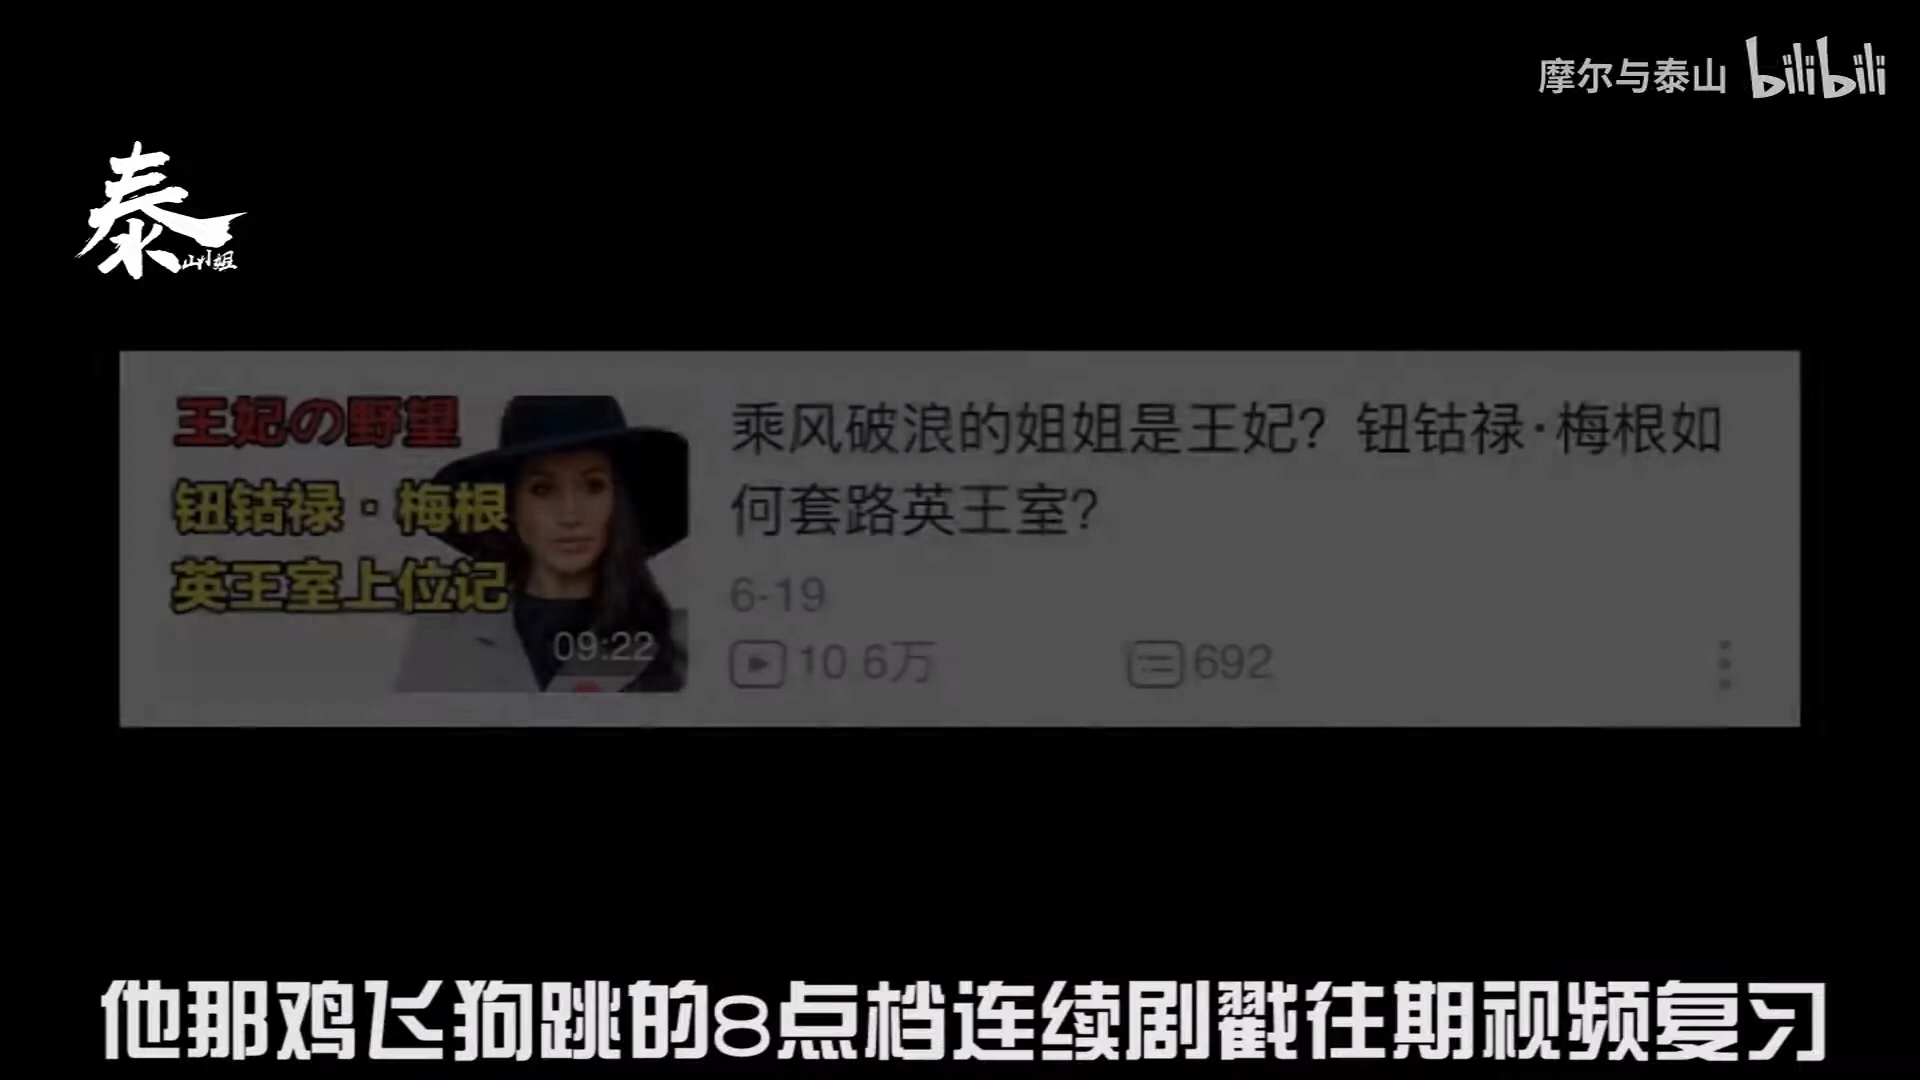 摩尔与泰山 bilibili
泰山小姐
王妃の野望
钮钴禄·梅根
英王室上位记
09:22
乘风破浪的姐姐是王妃？钮钴禄·梅根如
何套路英王室？
6-19
10 6万 692
他那鸡飞狗跳的8点档连续剧戳往期视频复习